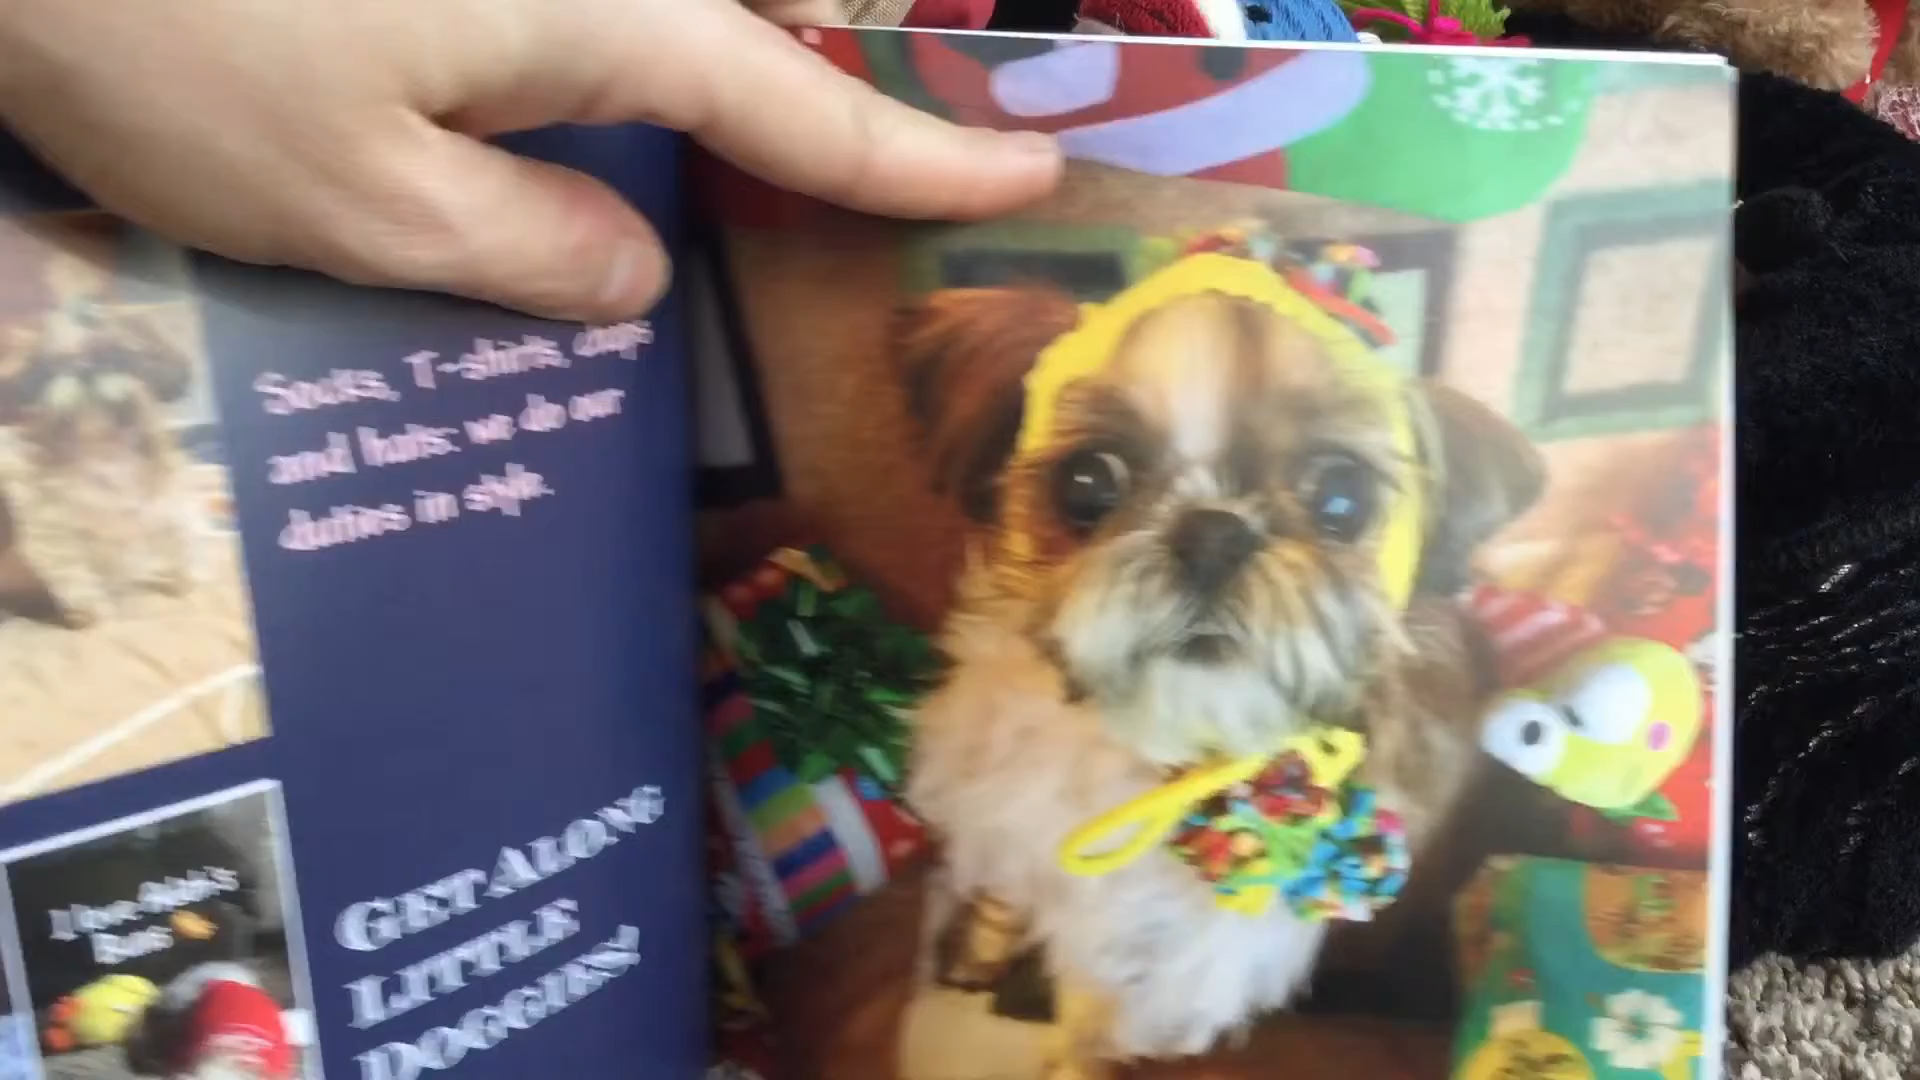 Socks, T-shirts, caps
and hats: we do our
duties in style.
GET ALONG
LITTLE
DOGGIES!